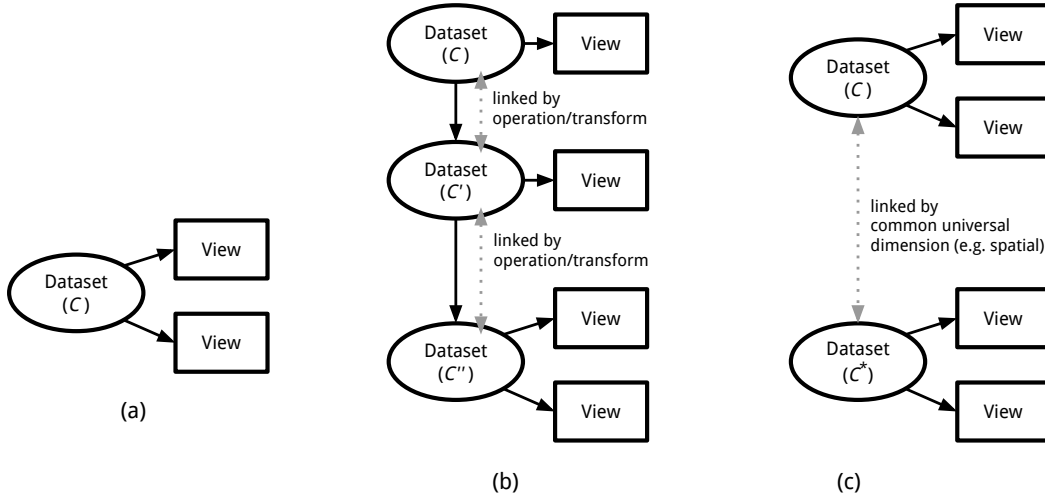 Dataset
(C)
View
View
(a)
Dataset
(C)
View
linked by
operation/transform
Dataset
(C')
View
linked by
operation/transform
Dataset
(C'')
View
View
(b)
Dataset
(C)
View
View
linked by
common universal
dimension (e.g. spatial)
Dataset
(C*)
View
View
(c)